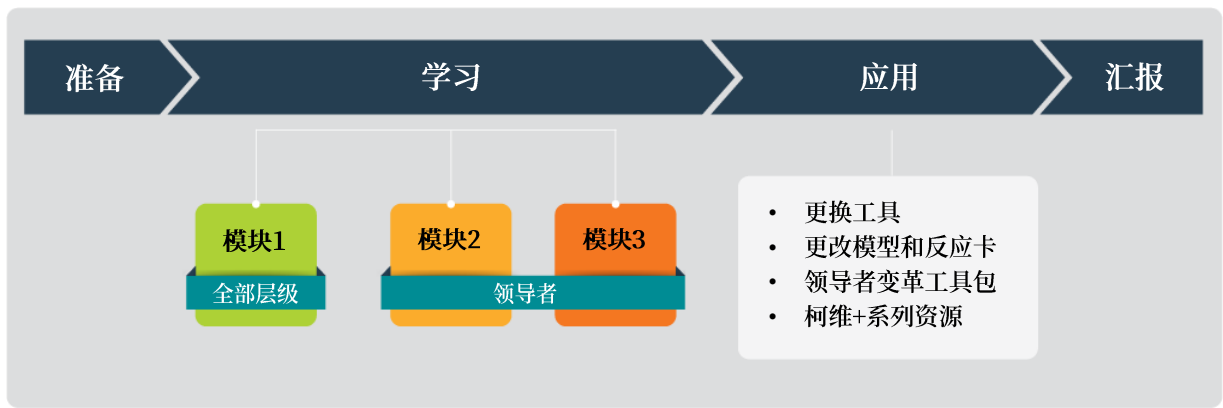 准备
学习
应用
汇报
模块1
全部层级
模块2
模块3
领导者
• 更换工具
• 更改模型和反应卡
• 领导者变革工具包
• 柯维+系列资源